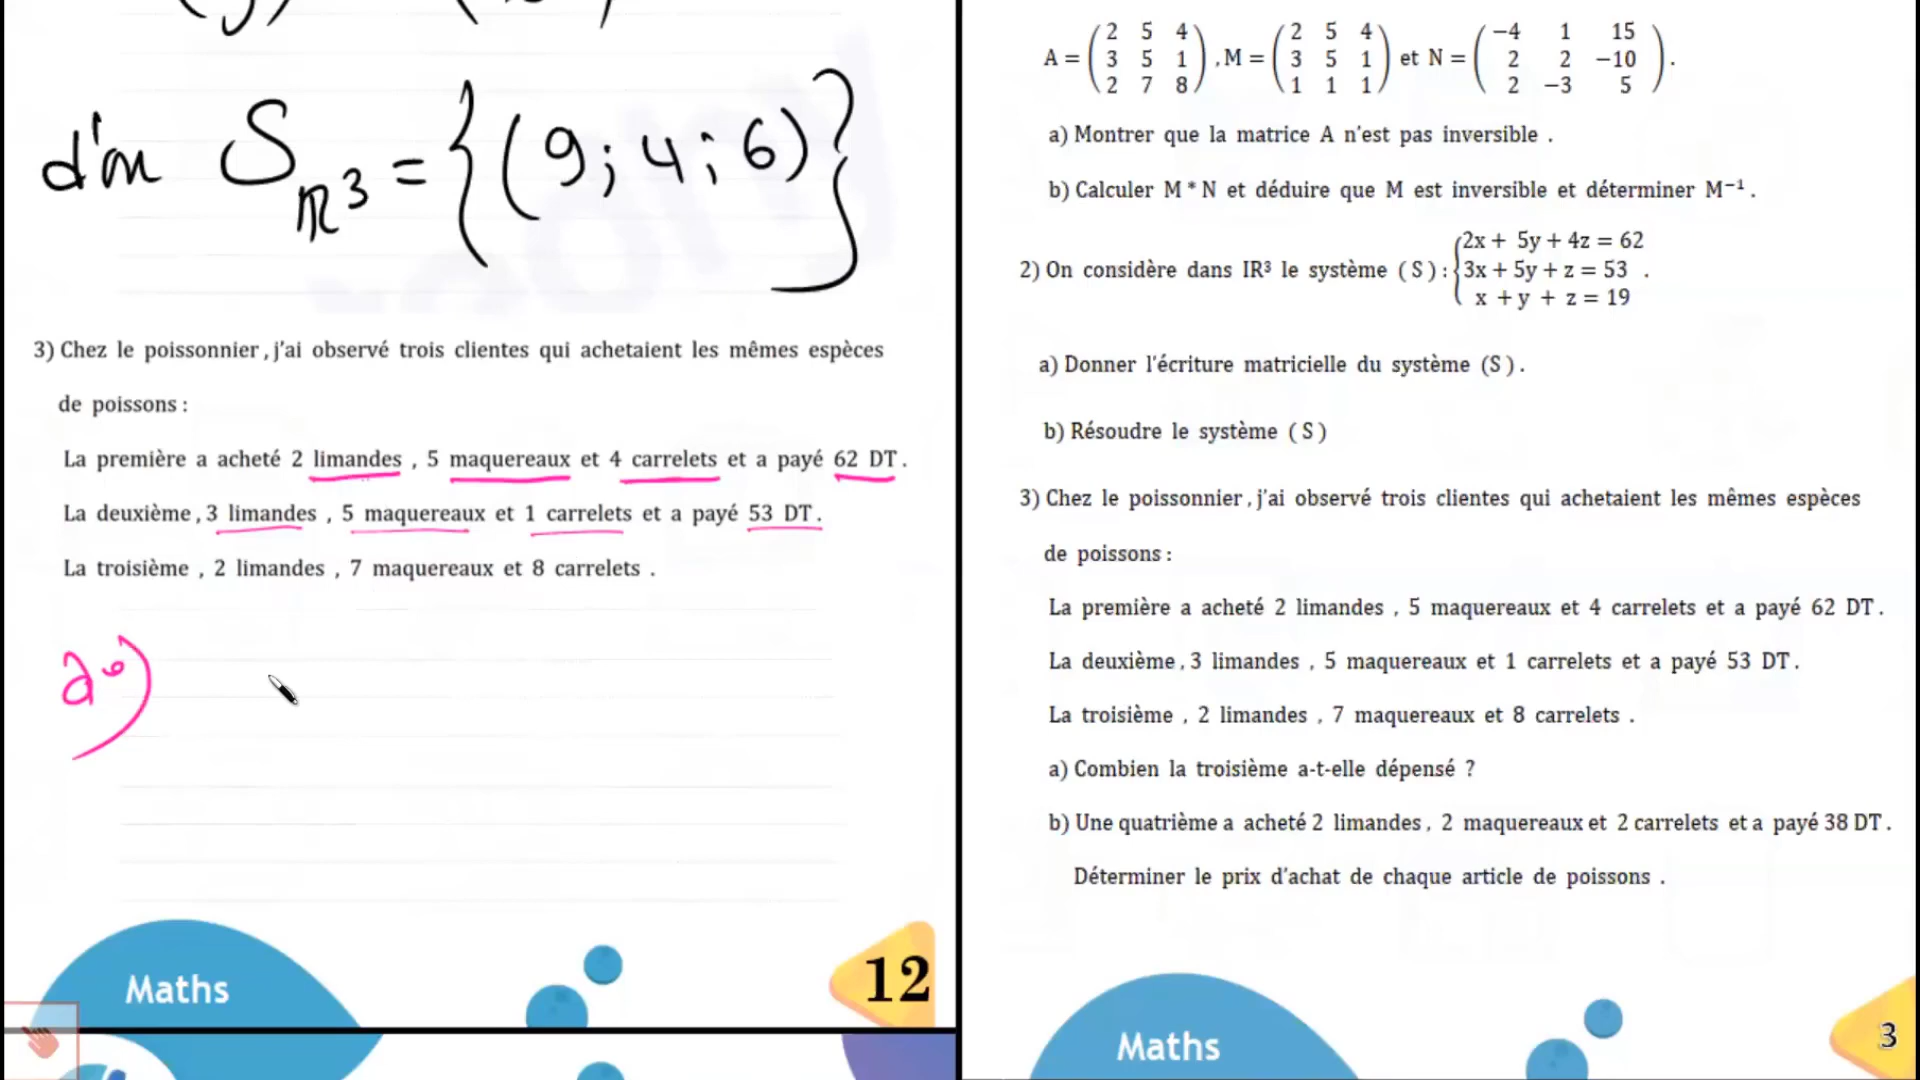 d'où S IR³ = {(9; 4; 6)}
3) Chez le poissonnier, j'ai observé trois clientes qui achetaient les mêmes espèces
de poissons :
La première a acheté 2 limandes , 5 maquereaux et 4 carrelets et a payé 62 DT .
La deuxième, 3 limandes , 5 maquereaux et 1 carrelets et a payé 53 DT .
La troisième , 2 limandes , 7 maquereaux et 8 carrelets .
Maths
12
A = ( 2 5 4 ) , M = ( 2 5 4 ) et N = ( −4 1 15 ) .
3 5 1 3 5 1 2 2 −10
2 7 8 1 1 1 2 −3 5
a) Montrer que la matrice A n'est pas inversible .
b) Calculer M * N et déduire que M est inversible et déterminer M⁻¹ .
2) On considère dans IR³ le système ( S ) : { 2x + 5y + 4z = 62
3x + 5y + z = 53 .
x + y + z = 19
a) Donner l'écriture matricielle du système (S) .
b) Résoudre le système ( S )
3) Chez le poissonnier, j'ai observé trois clientes qui achetaient les mêmes espèces
de poissons :
La première a acheté 2 limandes , 5 maquereaux et 4 carrelets et a payé 62 DT .
La deuxième, 3 limandes , 5 maquereaux et 1 carrelets et a payé 53 DT .
La troisième , 2 limandes , 7 maquereaux et 8 carrelets .
a) Combien la troisième a-t-elle dépensé ?
b) Une quatrième a acheté 2 limandes , 2 maquereaux et 2 carrelets et a payé 38 DT .
Déterminer le prix d'achat de chaque article de poissons .
Maths
3